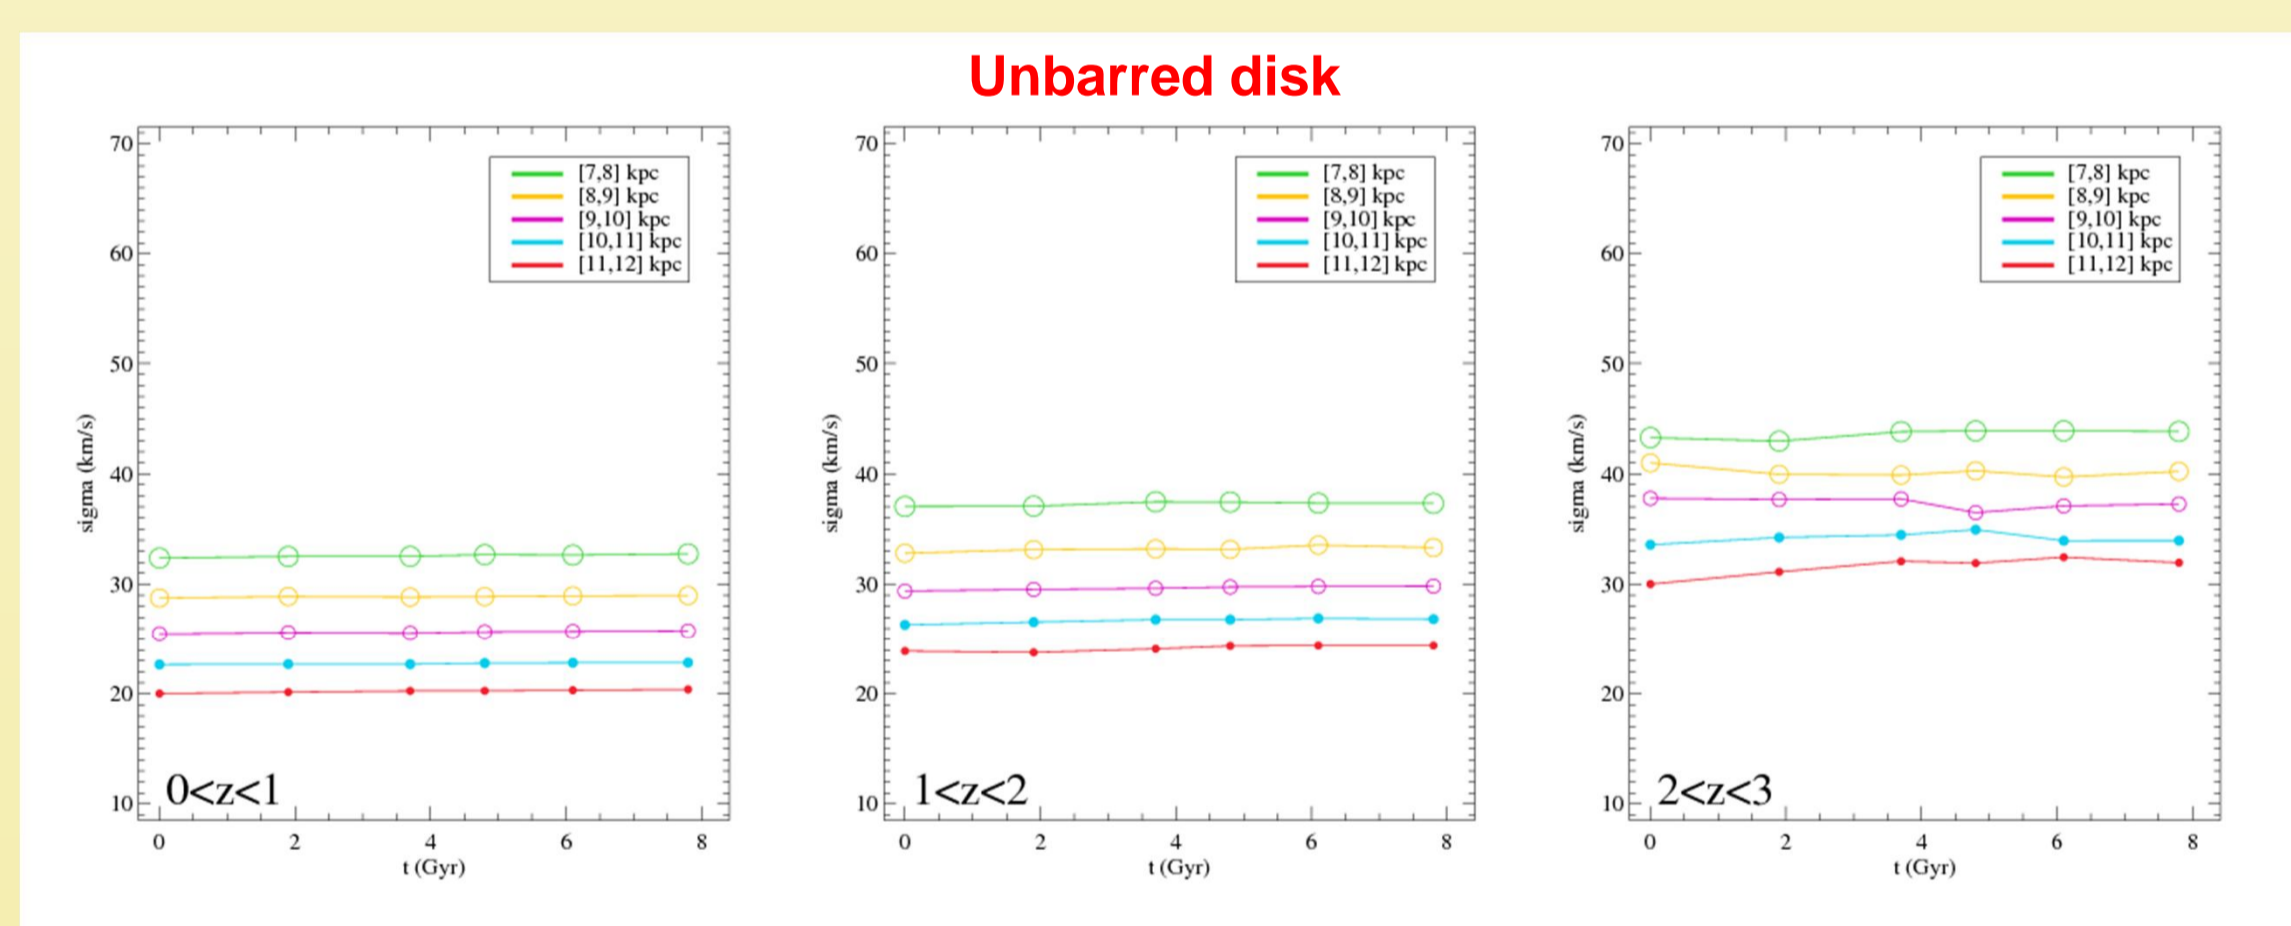 Unbarred disk
70
60
50
40
30
20
10
sigma (km/s)
[7,8] kpc
[8,9] kpc
[9,10] kpc
[10,11] kpc
[11,12] kpc
0<z<1
0 2 4 6 8
t (Gyr)
70
60
50
40
30
20
10
sigma (km/s)
[7,8] kpc
[8,9] kpc
[9,10] kpc
[10,11] kpc
[11,12] kpc
1<z<2
0 2 4 6 8
t (Gyr)
70
60
50
40
30
20
10
sigma (km/s)
[7,8] kpc
[8,9] kpc
[9,10] kpc
[10,11] kpc
[11,12] kpc
2<z<3
0 2 4 6 8
t (Gyr)